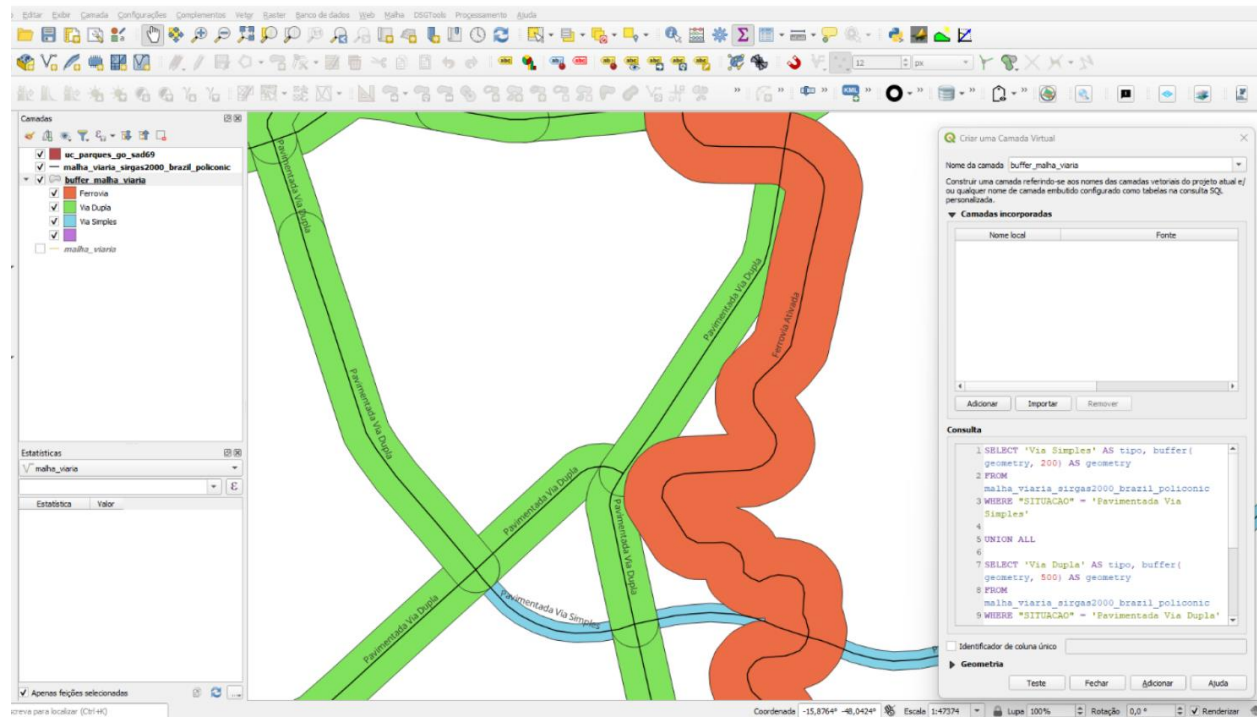 Editar Exibir Camada Configurações Complementos Vetor Raster Banco de dados Web Malha DSGTools Processamento Ajuda
12 px
Camadas
uc_parques_go_sad69
malha_viaria_sirgas2000_brazil_policonic
buffer_malha_viaria
Ferrovia
Via Dupla
Via Simples
malha_viaria
Estatísticas
malha_viaria
Estatística Valor
Apenas feições selecionadas
Pavimentada Via Dupla
Pavimentada Via Dupla
Pavimentada Via Dupla
Ferrovia Ativada
Pavimentada Via Dupla
Pavimentada Via Dupla
Pavimentada Via Simples
Pavimentada Via Dupla
Criar uma Camada Virtual
Nome da camada buffer_malha_viaria
Construir uma camada referindo-se aos nomes das camadas vetoriais do projeto atual e/
ou qualquer nome de camada embutido configurado como tabelas na consulta SQL
personalizada.
Camadas incorporadas
Nome local Fonte
Adicionar Importar Remover
Consulta
1 SELECT 'Via Simples' AS tipo, buffer(
geometry, 200) AS geometry
2 FROM
malha_viaria_sirgas2000_brazil_policonic
3 WHERE "SITUACAO" = 'Pavimentada Via
Simples'
4
5 UNION ALL
6
7 SELECT 'Via Dupla' AS tipo, buffer(
geometry, 500) AS geometry
8 FROM
malha_viaria_sirgas2000_brazil_policonic
9 WHERE "SITUACAO" = 'Pavimentada Via Dupla'
Identificador de coluna único
Geometria
Teste Fechar Adicionar Ajuda
screva para localizar (Ctrl+K) Coordenada -15,8764° -48,0424° Escala 1:47374 Lupa 100% Rotação 0,0 ° Renderizar